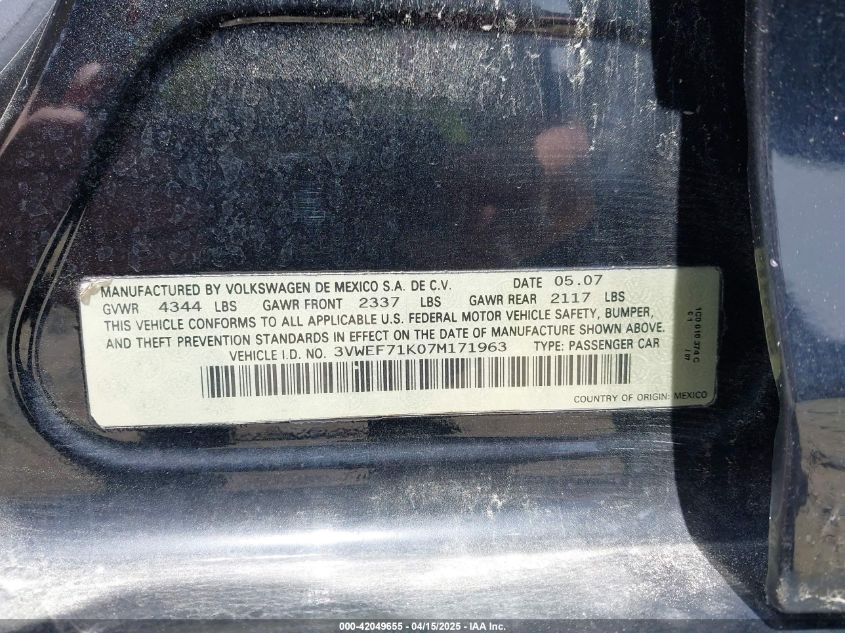 MANUFACTURED BY VOLKSWAGEN DE MEXICO S.A. DE C.V. DATE 05.07
GVWR 4344 LBS GAWR FRONT 2337 LBS GAWR REAR 2117 LBS
THIS VEHICLE CONFORMS TO ALL APPLICABLE U.S. FEDERAL MOTOR VEHICLE SAFETY, BUMPER,
AND THEFT PREVENTION STANDARDS IN EFFECT ON THE DATE OF MANUFACTURE SHOWN ABOVE.
VEHICLE I.D. NO. 3VWEF71K07M171963 TYPE: PASSENGER CAR
COUNTRY OF ORIGIN: MEXICO
1C0 010 374 C
000-42049655 - 04/15/2025 - IAA Inc.